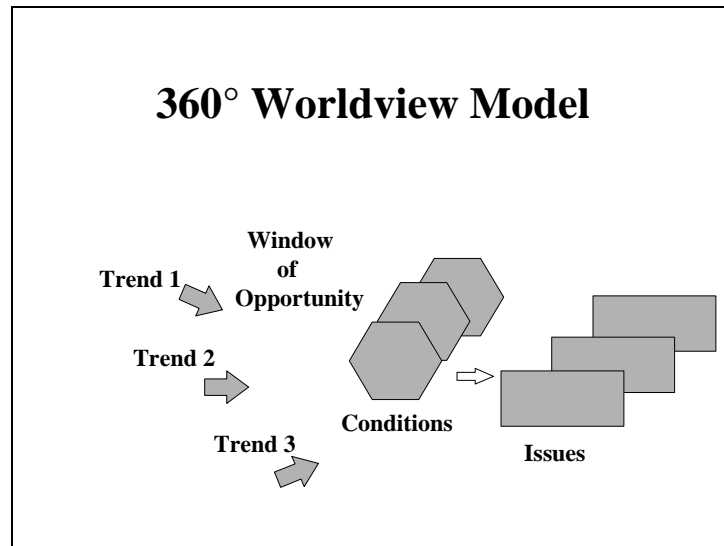 360° Worldview Model
Window
of
Opportunity
Trend 1
Trend 2
Trend 3
Conditions
Issues